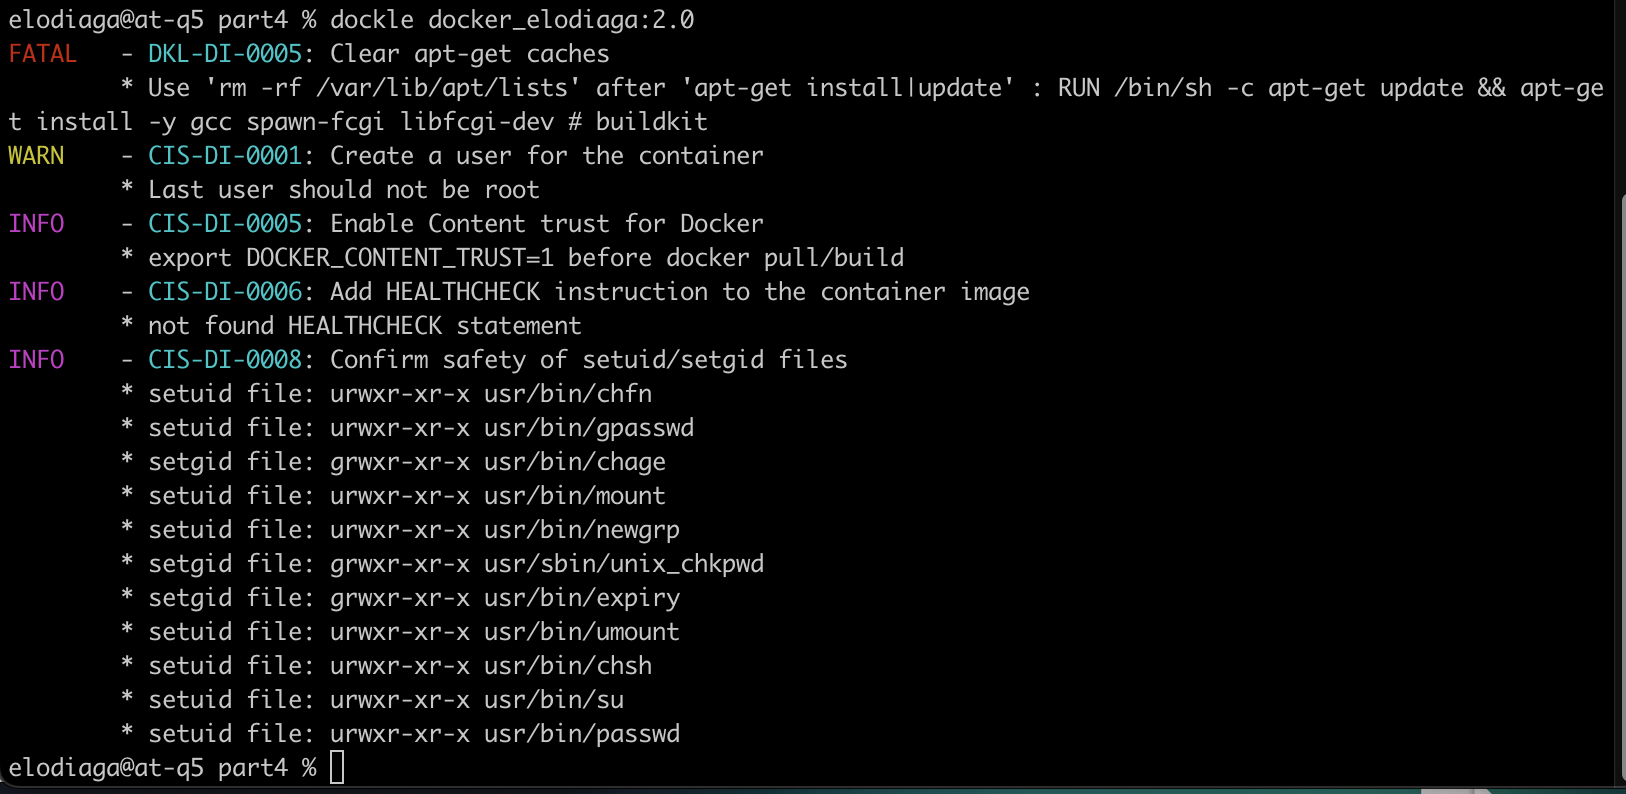 elodiaga@at-q5 part4 % dockle docker_elodiaga:2.0
FATAL   - DKL-DI-0005: Clear apt-get caches
        * Use 'rm -rf /var/lib/apt/lists' after 'apt-get install|update' : RUN /bin/sh -c apt-get update && apt-ge
t install -y gcc spawn-fcgi libfcgi-dev # buildkit
WARN    - CIS-DI-0001: Create a user for the container
        * Last user should not be root
INFO    - CIS-DI-0005: Enable Content trust for Docker
        * export DOCKER_CONTENT_TRUST=1 before docker pull/build
INFO    - CIS-DI-0006: Add HEALTHCHECK instruction to the container image
        * not found HEALTHCHECK statement
INFO    - CIS-DI-0008: Confirm safety of setuid/setgid files
        * setuid file: urwxr-xr-x usr/bin/chfn
        * setuid file: urwxr-xr-x usr/bin/gpasswd
        * setgid file: grwxr-xr-x usr/bin/chage
        * setuid file: urwxr-xr-x usr/bin/mount
        * setuid file: urwxr-xr-x usr/bin/newgrp
        * setgid file: grwxr-xr-x usr/sbin/unix_chkpwd
        * setgid file: grwxr-xr-x usr/bin/expiry
        * setuid file: urwxr-xr-x usr/bin/umount
        * setuid file: urwxr-xr-x usr/bin/chsh
        * setuid file: urwxr-xr-x usr/bin/su
        * setuid file: urwxr-xr-x usr/bin/passwd
elodiaga@at-q5 part4 %